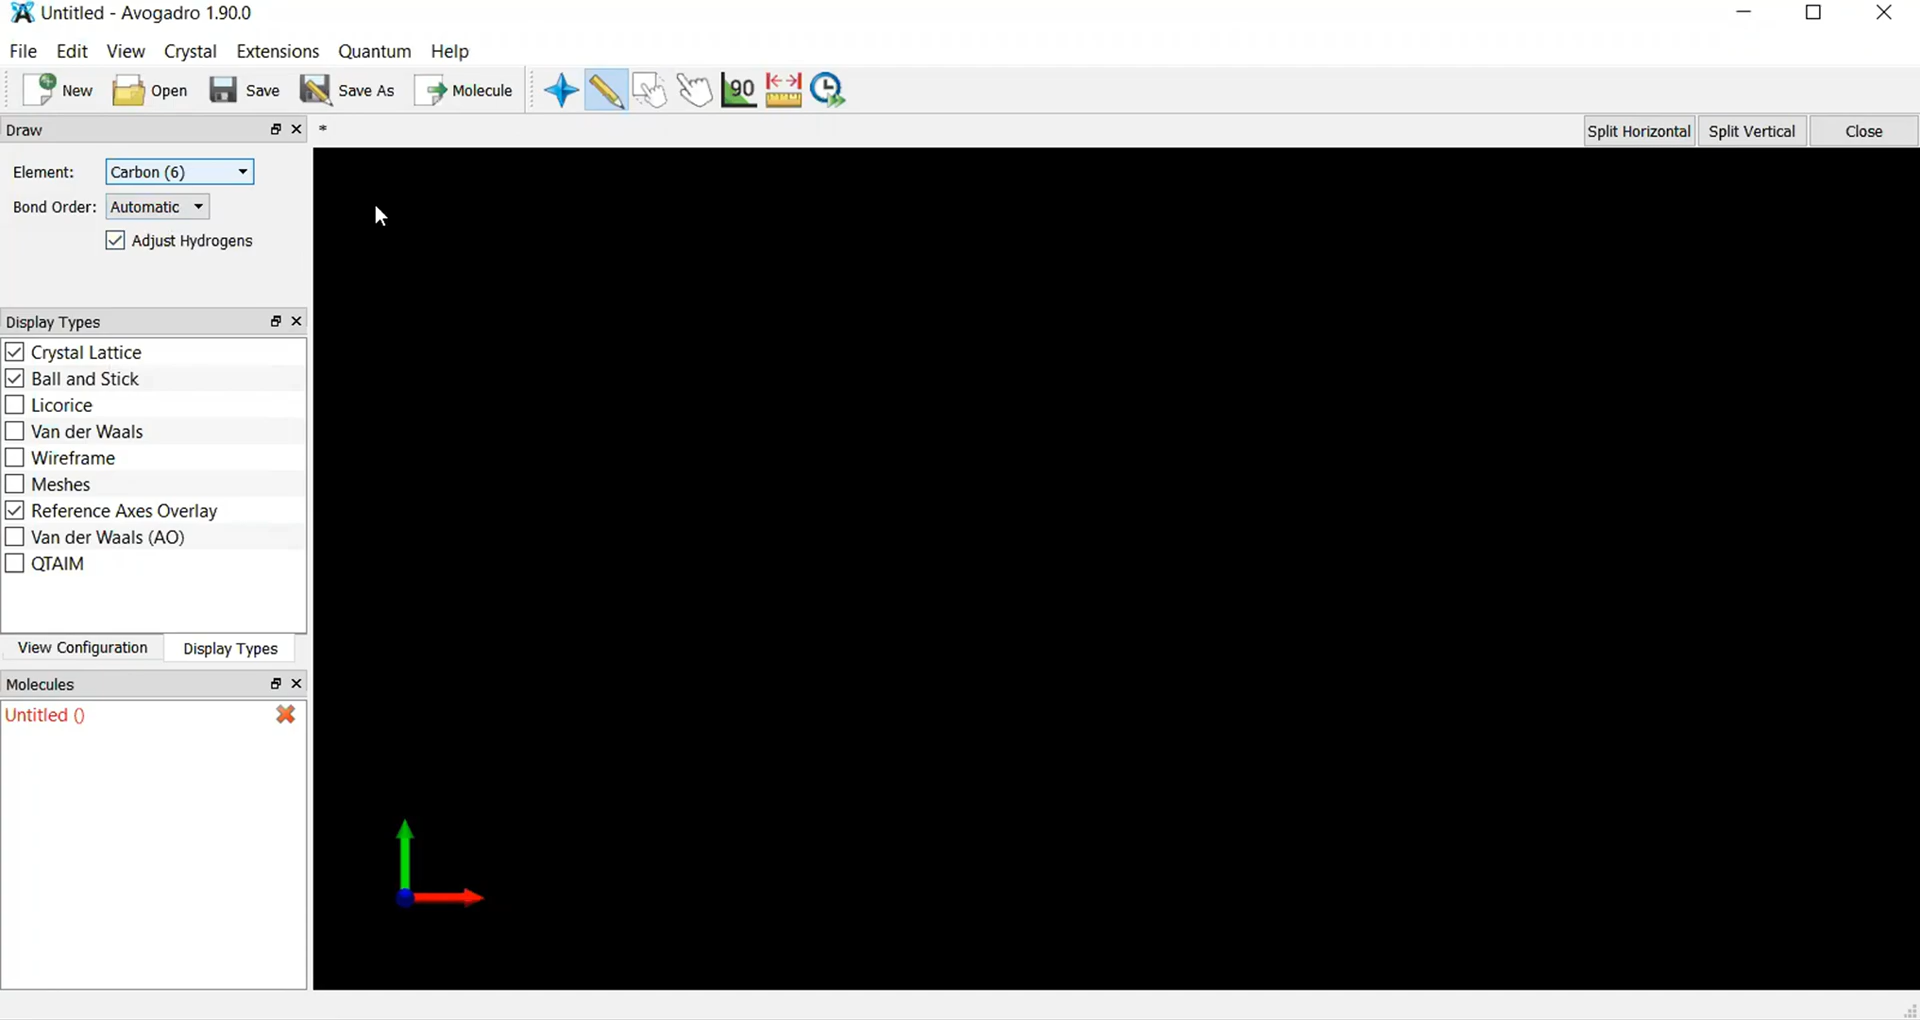 Untitled - Avogadro 1.90.0
File Edit View Crystal Extensions Quantum Help
New Open Save Save As Molecule 90
Draw * Split Horizontal Split Vertical Close
Element: Carbon (6)
Bond Order: Automatic
Adjust Hydrogens
Display Types
Crystal Lattice
Ball and Stick
Licorice
Van der Waals
Wireframe
Meshes
Reference Axes Overlay
Van der Waals (AO)
QTAIM
View Configuration Display Types
Molecules
Untitled ()